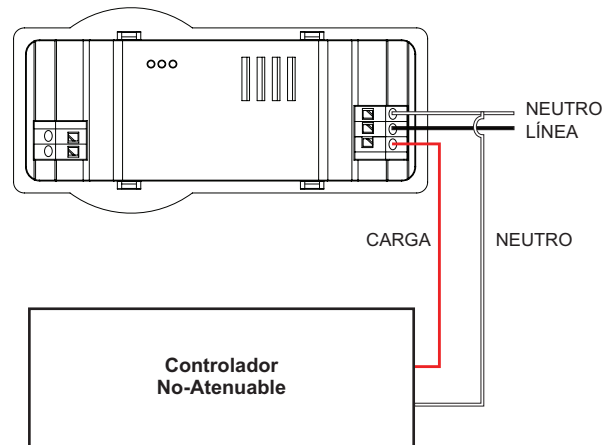 NEUTRO
LÍNEA
CARGA
NEUTRO
Controlador
No-Atenuable